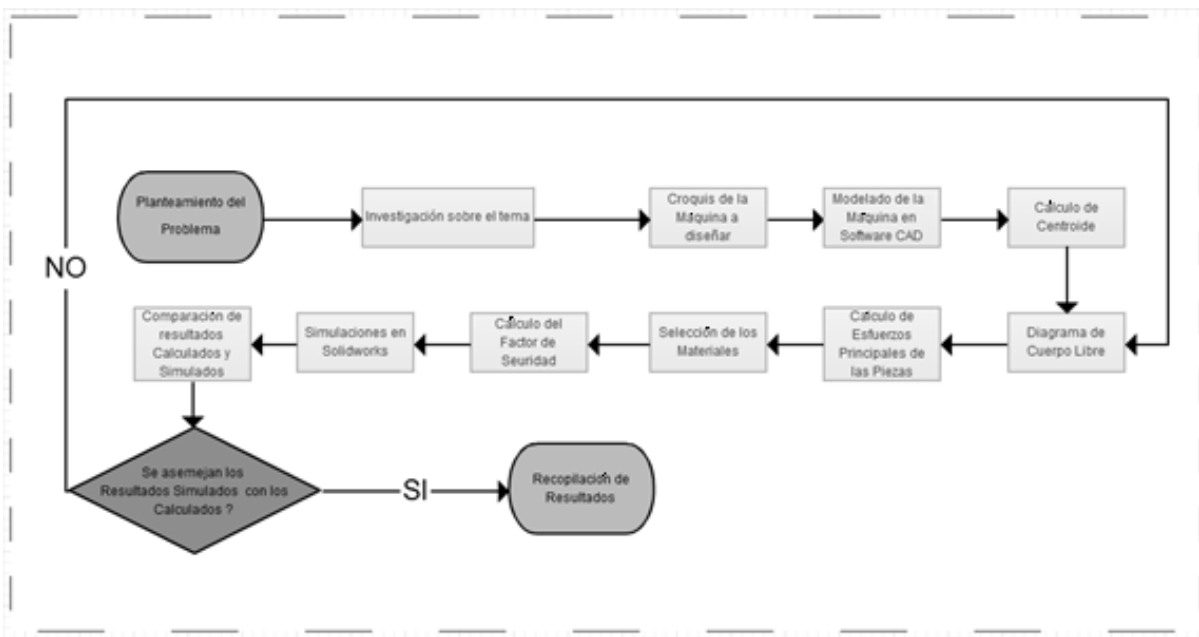 Planteamiento del
Problema
Investigación sobre el tema
Croquis de la
Maquina a
diseñar
Modelado de la
Maquina en
Software CAD
Cálculo de
Centroide
NO
Comparación de
resultados
Calculados y
Simulados
Simulaciones en
Solidworks
Cálculo del
Factor de
Seuridad
Selección de los
Materiales
Calculo de
Esfuerzos
Principales de
las Piezas
Diagrama de
Cuerpo Libre
Se asemejan los
Resultados Simulados con los
Calculados ?
SI
Recopilación de
Resultados